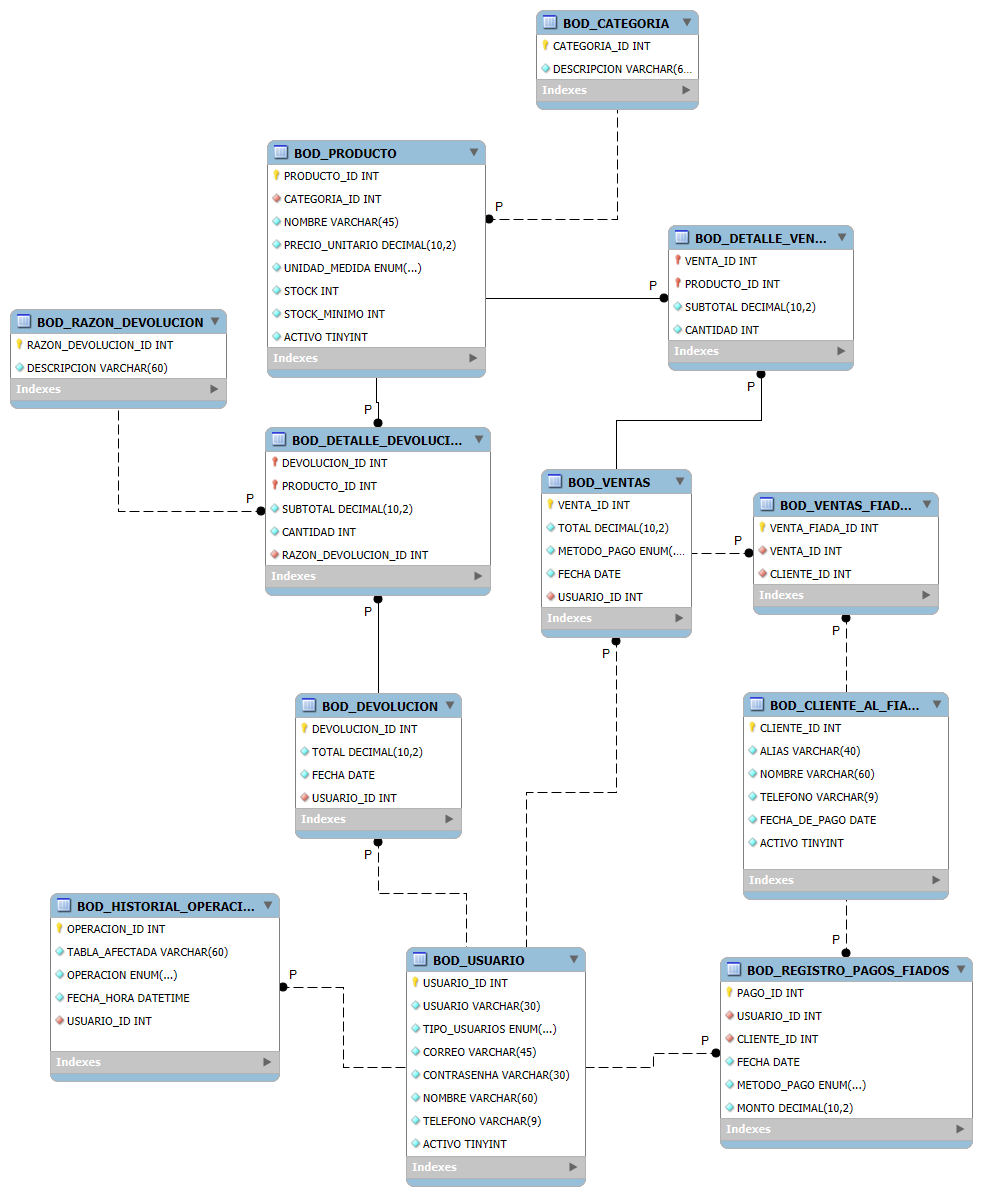 BOD_CATEGORIA
CATEGORIA_ID INT
DESCRIPCION VARCHAR(6...
Indexes
BOD_PRODUCTO
PRODUCTO_ID INT
CATEGORIA_ID INT
NOMBRE VARCHAR(45)
PRECIO_UNITARIO DECIMAL(10,2)
UNIDAD_MEDIDA ENUM(...)
STOCK INT
STOCK_MINIMO INT
ACTIVO TINYINT
Indexes
P
BOD_DETALLE_VEN...
VENTA_ID INT
PRODUCTO_ID INT
SUBTOTAL DECIMAL(10,2)
CANTIDAD INT
Indexes
P
P
BOD_RAZON_DEVOLUCION
RAZON_DEVOLUCION_ID INT
DESCRIPCION VARCHAR(60)
Indexes
P
P
BOD_DETALLE_DEVOLUCI...
DEVOLUCION_ID INT
PRODUCTO_ID INT
SUBTOTAL DECIMAL(10,2)
CANTIDAD INT
RAZON_DEVOLUCION_ID INT
Indexes
P
BOD_VENTAS
VENTA_ID INT
TOTAL DECIMAL(10,2)
METODO_PAGO ENUM(....
FECHA DATE
USUARIO_ID INT
Indexes
P
P
BOD_VENTAS_FIAD...
VENTA_FIADA_ID INT
VENTA_ID INT
CLIENTE_ID INT
Indexes
P
BOD_DEVOLUCION
DEVOLUCION_ID INT
TOTAL DECIMAL(10,2)
FECHA DATE
USUARIO_ID INT
Indexes
P
BOD_CLIENTE_AL_FIA...
CLIENTE_ID INT
ALIAS VARCHAR(40)
NOMBRE VARCHAR(60)
TELEFONO VARCHAR(9)
FECHA_DE_PAGO DATE
ACTIVO TINYINT
Indexes
P
BOD_HISTORIAL_OPERACI...
OPERACION_ID INT
TABLA_AFECTADA VARCHAR(60)
OPERACION ENUM(...)
FECHA_HORA DATETIME
USUARIO_ID INT
Indexes
P
BOD_USUARIO
USUARIO_ID INT
USUARIO VARCHAR(30)
TIPO_USUARIOS ENUM(...)
CORREO VARCHAR(45)
CONTRASENHA VARCHAR(30)
NOMBRE VARCHAR(60)
TELEFONO VARCHAR(9)
ACTIVO TINYINT
Indexes
P
BOD_REGISTRO_PAGOS_FIADOS
PAGO_ID INT
USUARIO_ID INT
CLIENTE_ID INT
FECHA DATE
METODO_PAGO ENUM(...)
MONTO DECIMAL(10,2)
Indexes